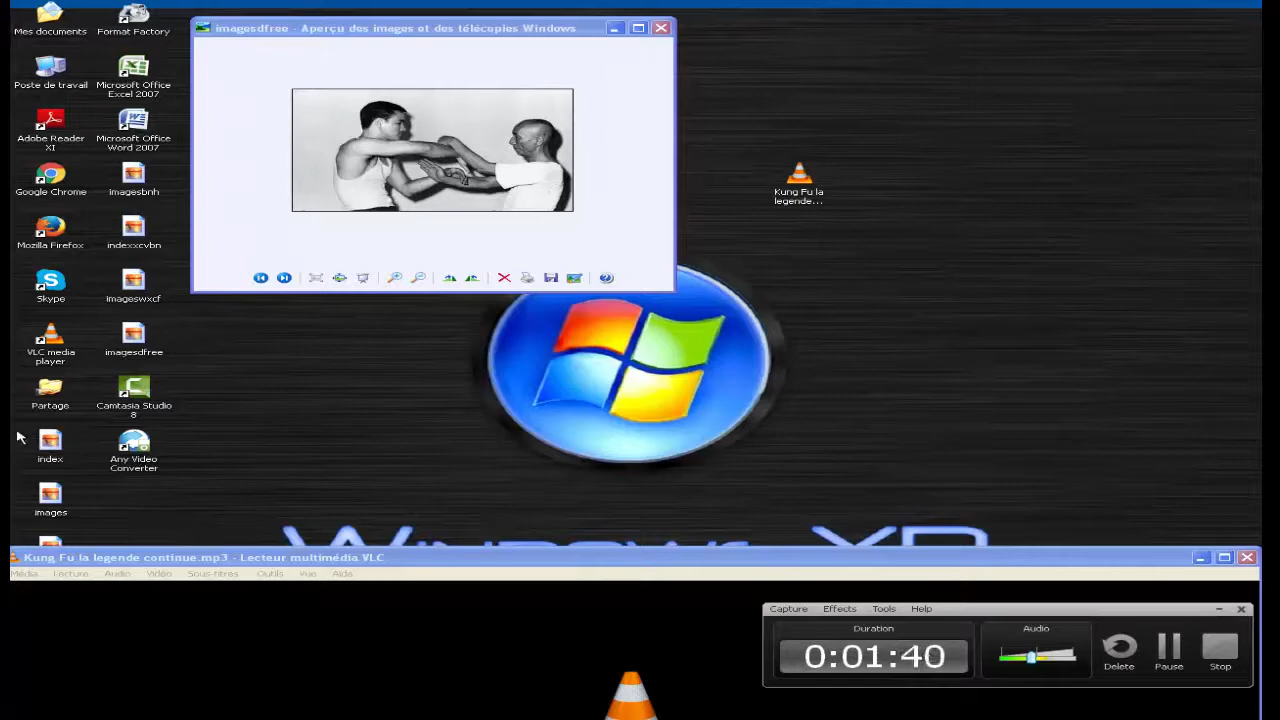 imagesdfree - Aperçu des images et des télécopies Windows
Mes documents
Format Factory
Poste de travail
Microsoft Office
Excel 2007
Adobe Reader
XI
Microsoft Office
Word 2007
Google Chrome
imagesbnh
Mozilla Firefox
indexxcvbn
Skype
imageswxcf
VLC media
player
imagesdfree
Partage
Camtasia Studio
8
index
Any Video
Converter
images
Kung Fu la
legende...
Windows XP
Kung Fu la legende continue.mp3 - Lecteur multimédia VLC
Média Lecture Audio Vidéo Sous-titres Outils Vue Aide
Capture Effects Tools Help
Duration
Audio
0:01:40
Delete
Pause
Stop